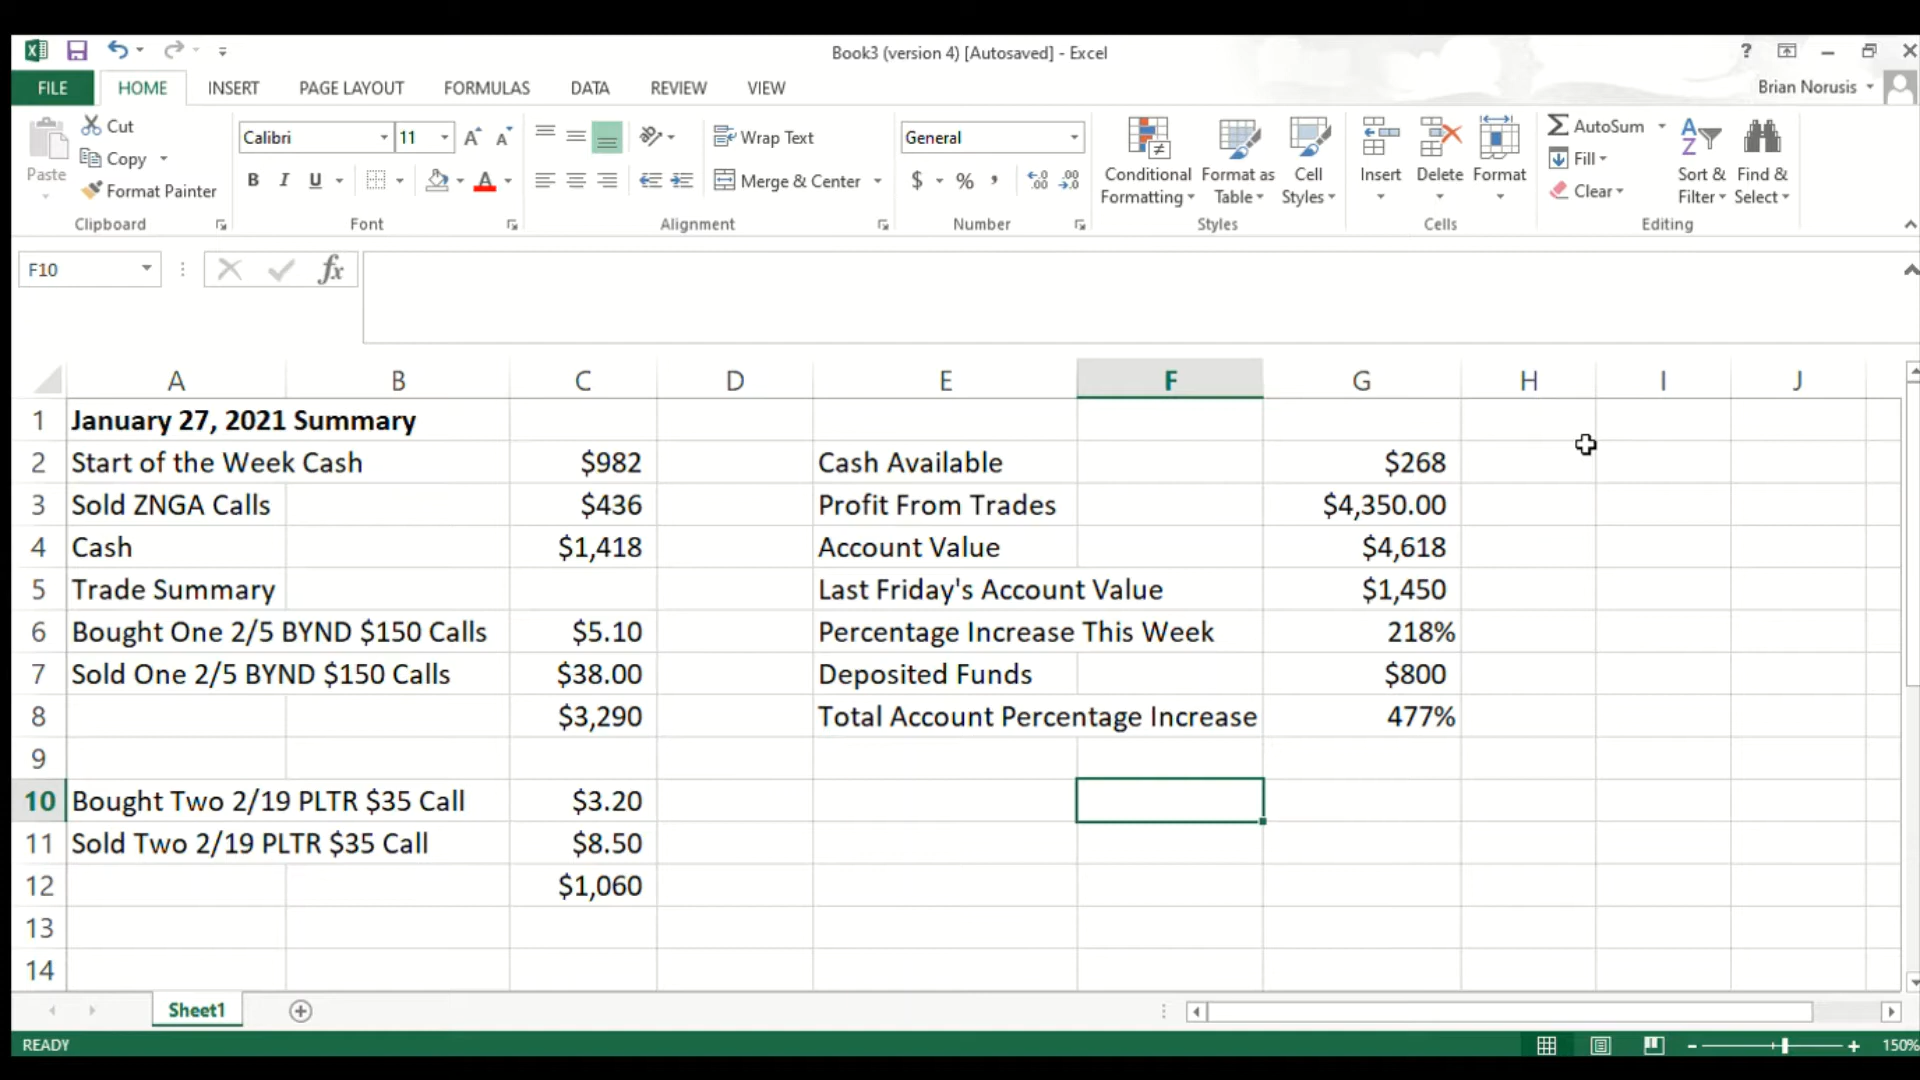 Book3 (version 4) [Autosaved] - Excel
FILE HOME INSERT PAGE LAYOUT FORMULAS DATA REVIEW VIEW Brian Norusis
Paste
Cut
Copy
Format Painter
Clipboard
Calibri 11
B I U
Font
Wrap Text
Merge & Center
Alignment
General
$ % ,
Number
Conditional Formatting
Format as Table
Cell Styles
Styles
Insert Delete Format
Cells
AutoSum
Fill
Clear
Sort & Filter
Find & Select
Editing
F10 fx
A B C D E F G H I J
1 January 27, 2021 Summary
2 Start of the Week Cash $982 Cash Available $268
3 Sold ZNGA Calls $436 Profit From Trades $4,350.00
4 Cash $1,418 Account Value $4,618
5 Trade Summary Last Friday's Account Value $1,450
6 Bought One 2/5 BYND $150 Calls $5.10 Percentage Increase This Week 218%
7 Sold One 2/5 BYND $150 Calls $38.00 Deposited Funds $800
8 $3,290 Total Account Percentage Increase 477%
9
10 Bought Two 2/19 PLTR $35 Call $3.20
11 Sold Two 2/19 PLTR $35 Call $8.50
12 $1,060
13
14
Sheet1
READY 150%